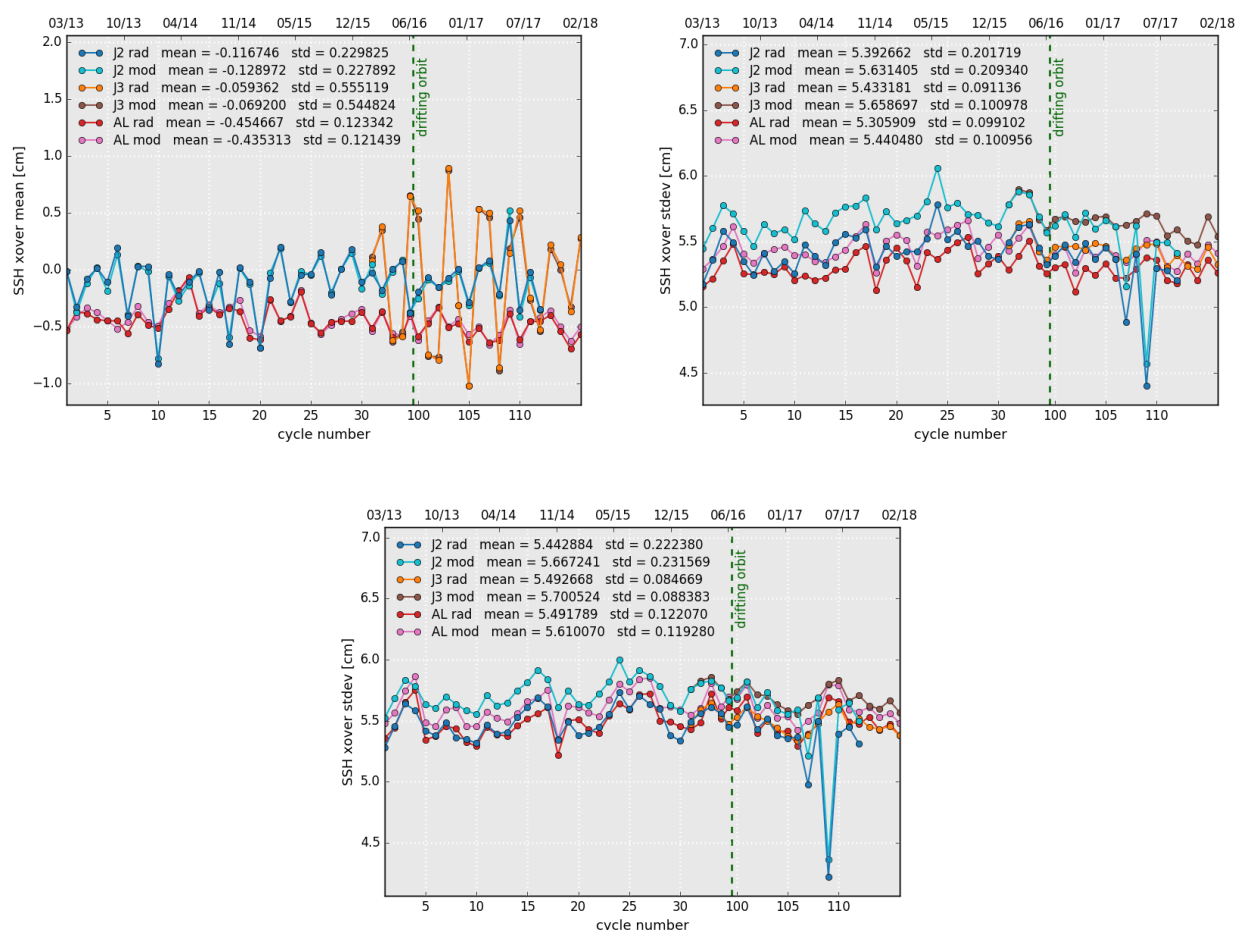 03/13 10/13 04/14 11/14 05/15 12/15 06/16 01/17 07/17 02/18
2.0
1.5
1.0
0.5
0.0
−0.5
−1.0
SSH xover mean [cm]
J2 rad mean = -0.116746 std = 0.229825
J2 mod mean = -0.128972 std = 0.227892
J3 rad mean = -0.059362 std = 0.555119
J3 mod mean = -0.069200 std = 0.544824
AL rad mean = -0.454667 std = 0.123342
AL mod mean = -0.435313 std = 0.121439
drifting orbit
5 10 15 20 25 30 100 105 110
cycle number
03/13 10/13 04/14 11/14 05/15 12/15 06/16 01/17 07/17 02/18
7.0
6.5
6.0
5.5
5.0
4.5
SSH xover stdev [cm]
J2 rad mean = 5.392662 std = 0.201719
J2 mod mean = 5.631405 std = 0.209340
J3 rad mean = 5.433181 std = 0.091136
J3 mod mean = 5.658697 std = 0.100978
AL rad mean = 5.305909 std = 0.099102
AL mod mean = 5.440480 std = 0.100956
drifting orbit
5 10 15 20 25 30 100 105 110
cycle number
03/13 10/13 04/14 11/14 05/15 12/15 06/16 01/17 07/17 02/18
7.0
6.5
6.0
5.5
5.0
4.5
SSH xover stdev [cm]
J2 rad mean = 5.442884 std = 0.222380
J2 mod mean = 5.667241 std = 0.231569
J3 rad mean = 5.492668 std = 0.084669
J3 mod mean = 5.700524 std = 0.088383
AL rad mean = 5.491789 std = 0.122070
AL mod mean = 5.610070 std = 0.119280
drifting orbit
5 10 15 20 25 30 100 105 110
cycle number